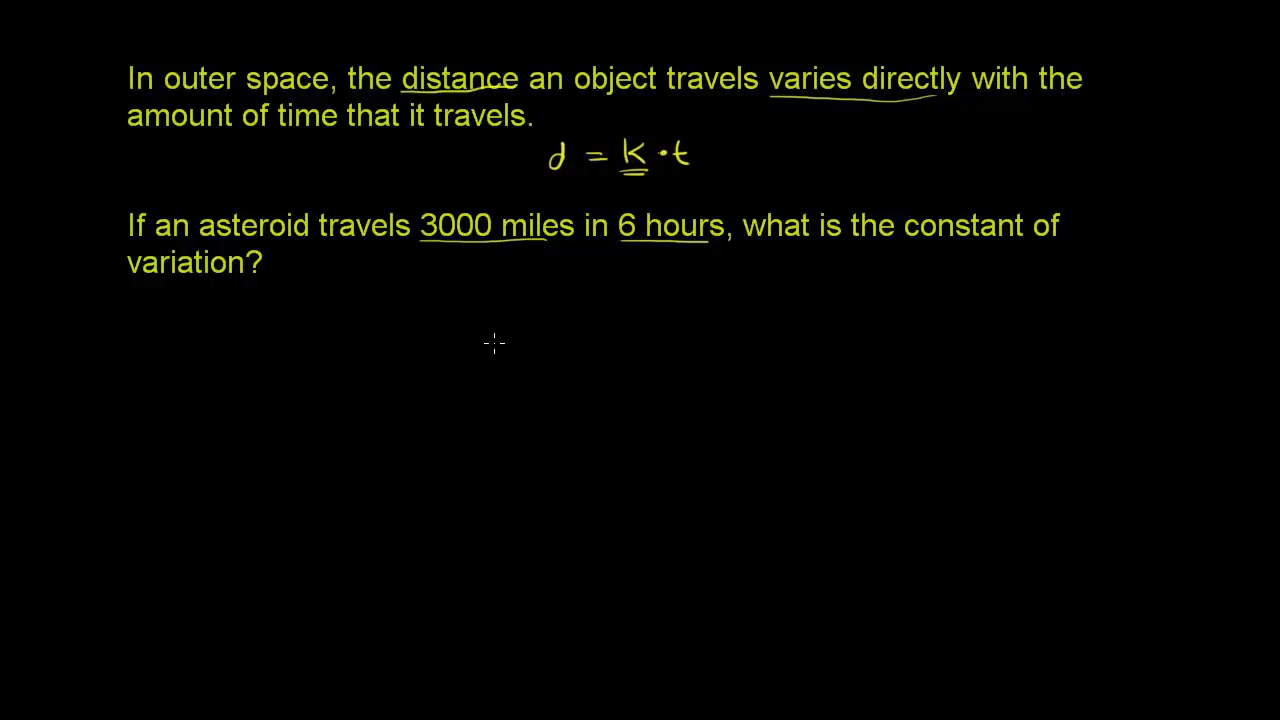 In outer space, the distance an object travels varies directly with the
amount of time that it travels.
d = k · t
If an asteroid travels 3000 miles in 6 hours, what is the constant of
variation?